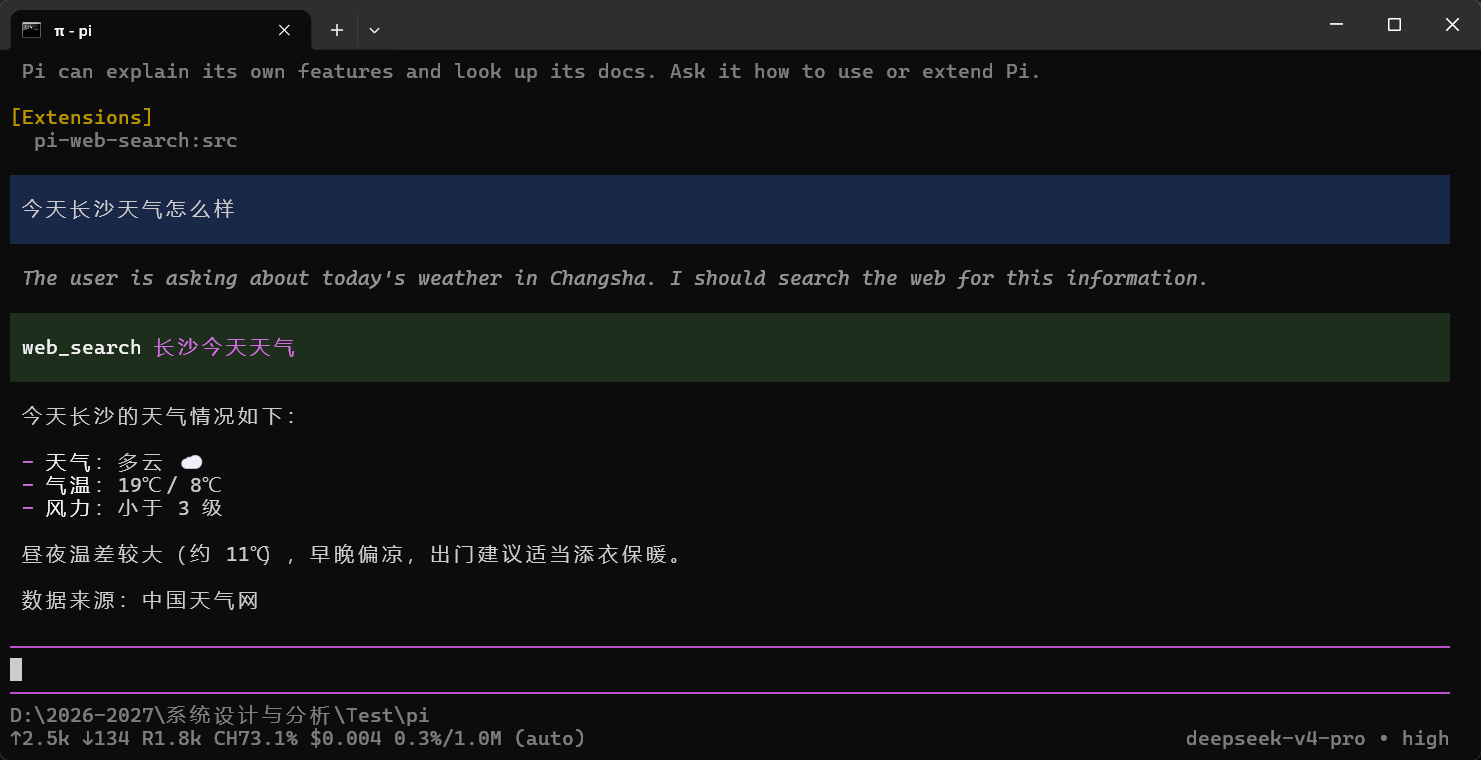 π - pi
Pi can explain its own features and look up its docs. Ask it how to use or extend Pi.
[Extensions]
pi-web-search:src
今天长沙天气怎么样
The user is asking about today's weather in Changsha. I should search the web for this information.
web_search 长沙今天天气
今天长沙的天气情况如下：
- 天气：多云 ☁️
- 气温：19℃/ 8℃
- 风力：小于 3 级
昼夜温差较大（约 11℃），早晚偏凉，出门建议适当添衣保暖。
数据来源：中国天气网
D:\2026-2027\系统设计与分析\Test\pi
↑2.5k ↓134 R1.8k CH73.1% $0.004 0.3%/1.0M (auto) deepseek-v4-pro • high